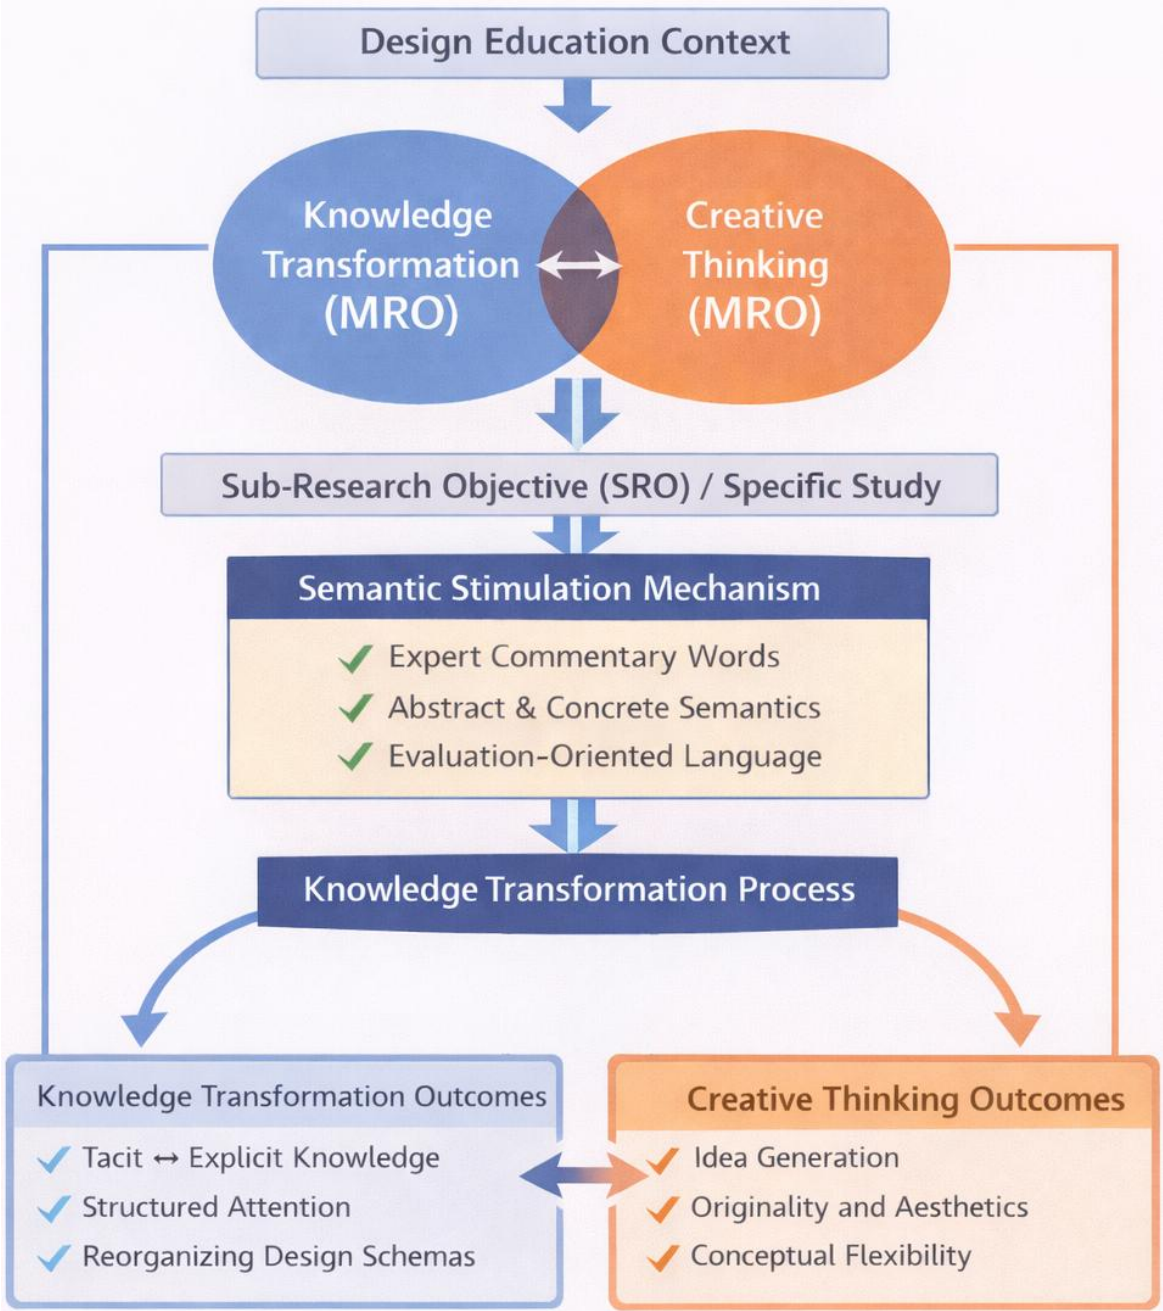 Design Education Context
Knowledge
Transformation
(MRO)
Creative
Thinking
(MRO)
Sub-Research Objective (SRO) / Specific Study
Semantic Stimulation Mechanism
Expert Commentary Words
Abstract & Concrete Semantics
Evaluation-Oriented Language
Knowledge Transformation Process
Knowledge Transformation Outcomes
Tacit ↔ Explicit Knowledge
Structured Attention
Reorganizing Design Schemas
Creative Thinking Outcomes
Idea Generation
Originality and Aesthetics
Conceptual Flexibility